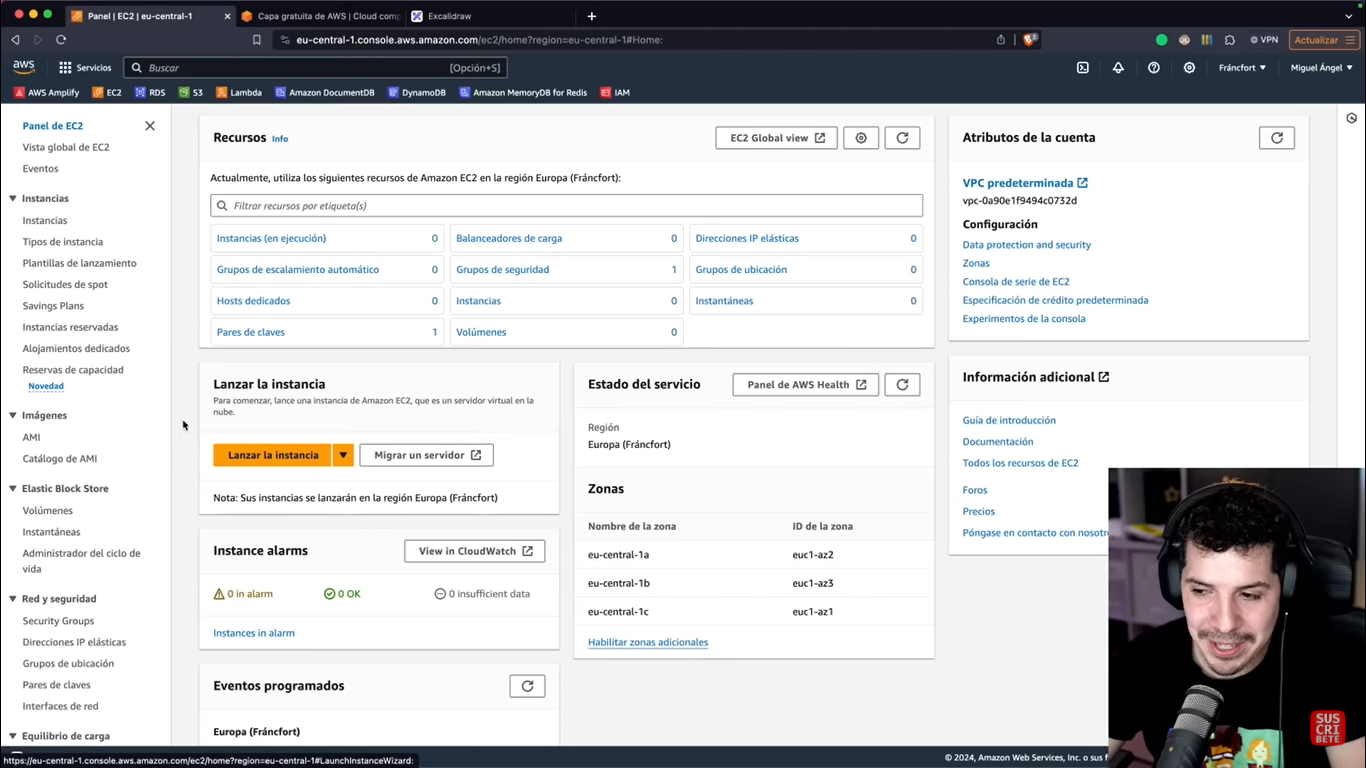 Panel | EC2 | eu-central-1
Capa gratuita de AWS | Cloud comp
Excalidraw
eu-central-1.console.aws.amazon.com/ec2/home?region=eu-central-1#Home:
VPN
Actualizar
aws
Servicios
Buscar
[Opción+S]
Fráncfort
Miguel Ángel
AWS Amplify
EC2
RDS
S3
Lambda
Amazon DocumentDB
DynamoDB
Amazon MemoryDB for Redis
IAM
Panel de EC2
Vista global de EC2
Eventos
Instancias
Instancias
Tipos de instancia
Plantillas de lanzamiento
Solicitudes de spot
Savings Plans
Instancias reservadas
Alojamientos dedicados
Reservas de capacidad
Novedad
Imágenes
AMI
Catálogo de AMI
Elastic Block Store
Volúmenes
Instantáneas
Administrador del ciclo de
vida
Red y seguridad
Security Groups
Direcciones IP elásticas
Grupos de ubicación
Pares de claves
Interfaces de red
Equilibrio de carga
Recursos
Info
EC2 Global view
Actualmente, utiliza los siguientes recursos de Amazon EC2 en la región Europa (Fráncfort):
Filtrar recursos por etiqueta(s)
Instancias (en ejecución) 0
Balanceadores de carga 0
Direcciones IP elásticas 0
Grupos de escalamiento automático 0
Grupos de seguridad 1
Grupos de ubicación 0
Hosts dedicados 0
Instancias 0
Instantáneas 0
Pares de claves 1
Volúmenes 0
Lanzar la instancia
Para comenzar, lance una instancia de Amazon EC2, que es un servidor virtual en la
nube.
Lanzar la instancia
Migrar un servidor
Nota: Sus instancias se lanzarán en la región Europa (Fráncfort)
Instance alarms
View in CloudWatch
0 in alarm
0 OK
0 insufficient data
Instances in alarm
Eventos programados
Europa (Fráncfort)
Estado del servicio
Panel de AWS Health
Región
Europa (Fráncfort)
Zonas
Nombre de la zona
ID de la zona
eu-central-1a
euc1-az2
eu-central-1b
euc1-az3
eu-central-1c
euc1-az1
Habilitar zonas adicionales
Atributos de la cuenta
VPC predeterminada
vpc-0a90e1f9494c0732d
Configuración
Data protection and security
Zonas
Consola de serie de EC2
Especificación de crédito predeterminada
Experimentos de la consola
Información adicional
Guía de introducción
Documentación
Todos los recursos de EC2
Foros
Precios
Póngase en contacto con nosotro
SUS
CRI
BETE
https://eu-central-1.console.aws.amazon.com/ec2/home?region=eu-central-1#LaunchInstanceWizard:
© 2024, Amazon Web Services, Inc. o sus f